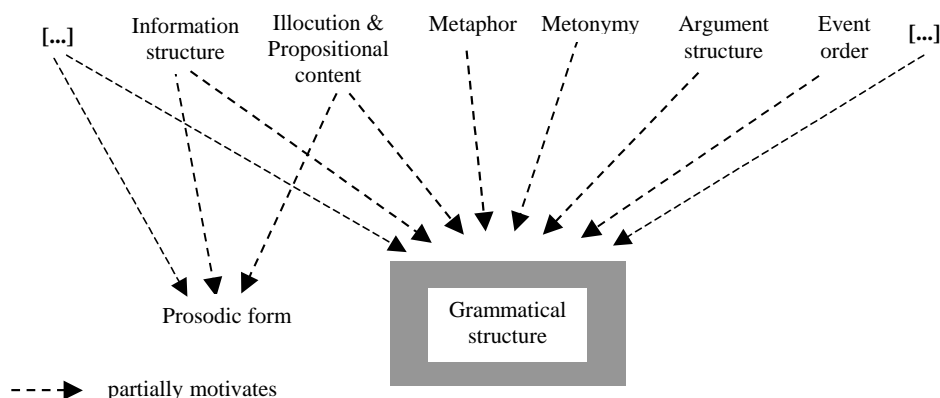 [...]
Information
structure
Illocution &
Propositional
content
Metaphor
Metonymy
Argument
structure
Event
order
[...]
Prosodic form
Grammatical
structure
partially motivates